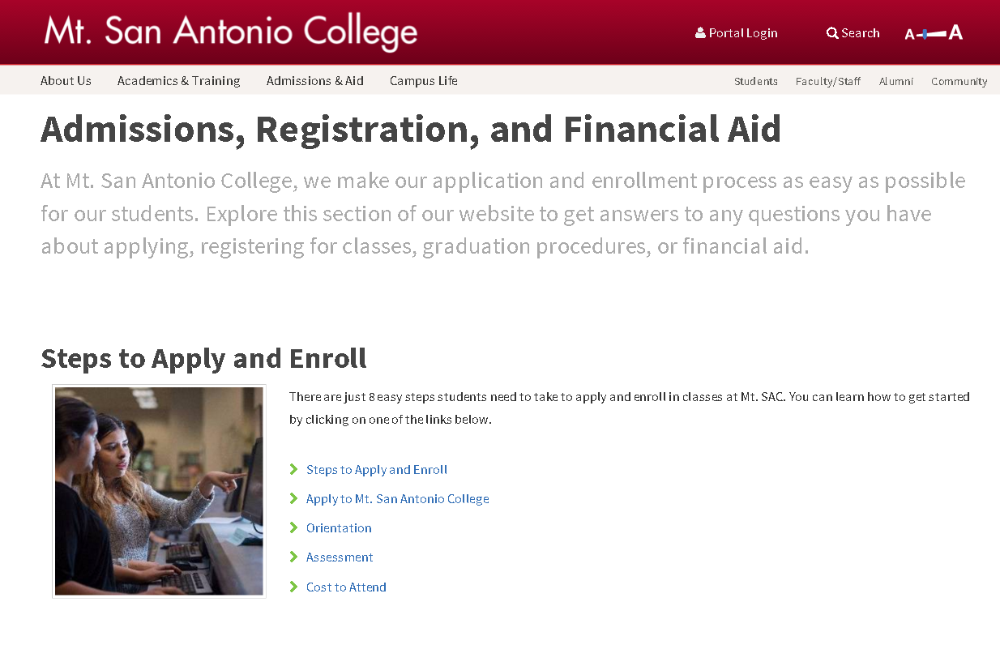 Mt. San Antonio College
Portal Login
Search
A A
About Us
Academics & Training
Admissions & Aid
Campus Life
Students
Faculty/Staff
Alumni
Community
Admissions, Registration, and Financial Aid
At Mt. San Antonio College, we make our application and enrollment process as easy as possible
for our students. Explore this section of our website to get answers to any questions you have
about applying, registering for classes, graduation procedures, or financial aid.
Steps to Apply and Enroll
There are just 8 easy steps students need to take to apply and enroll in classes at Mt. SAC. You can learn how to get started
by clicking on one of the links below.
Steps to Apply and Enroll
Apply to Mt. San Antonio College
Orientation
Assessment
Cost to Attend